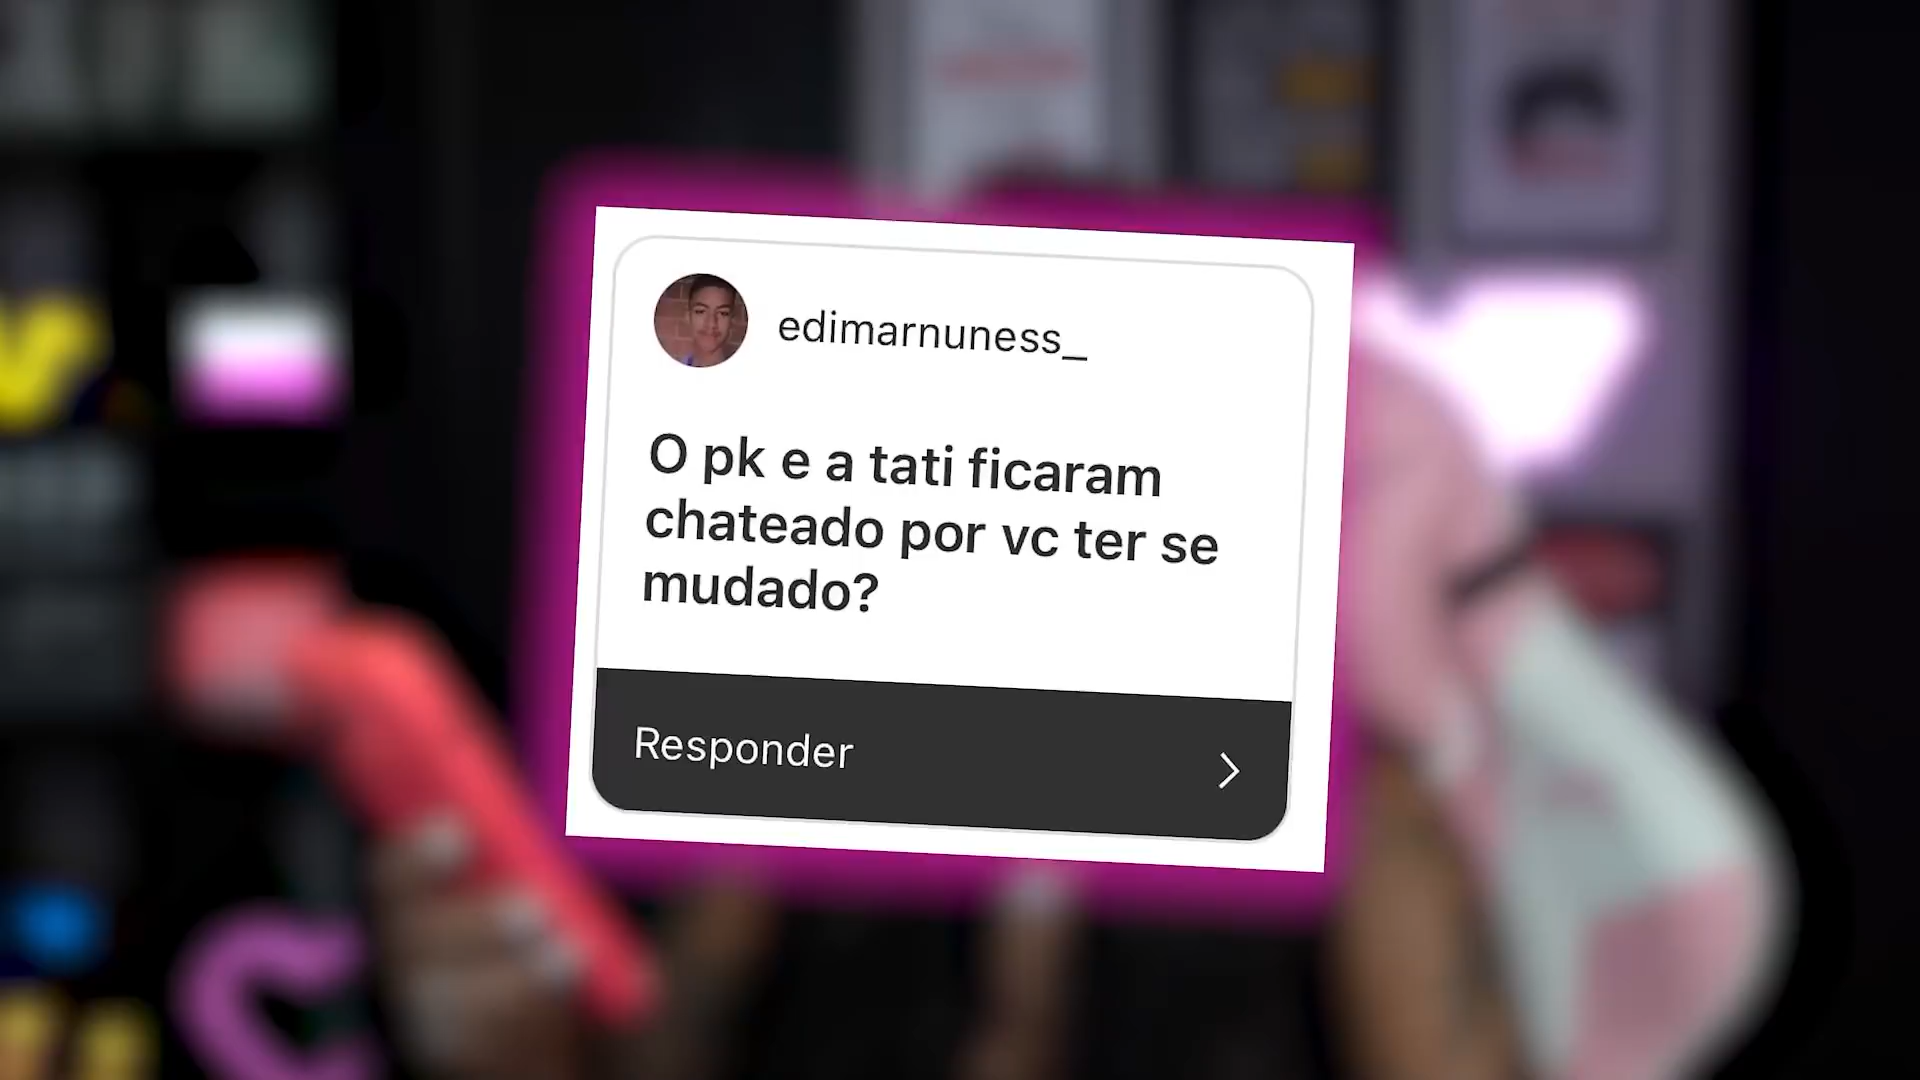 edimarnuness_
O pk e a tati ficaram
chateado por vc ter se
mudado?
Responder